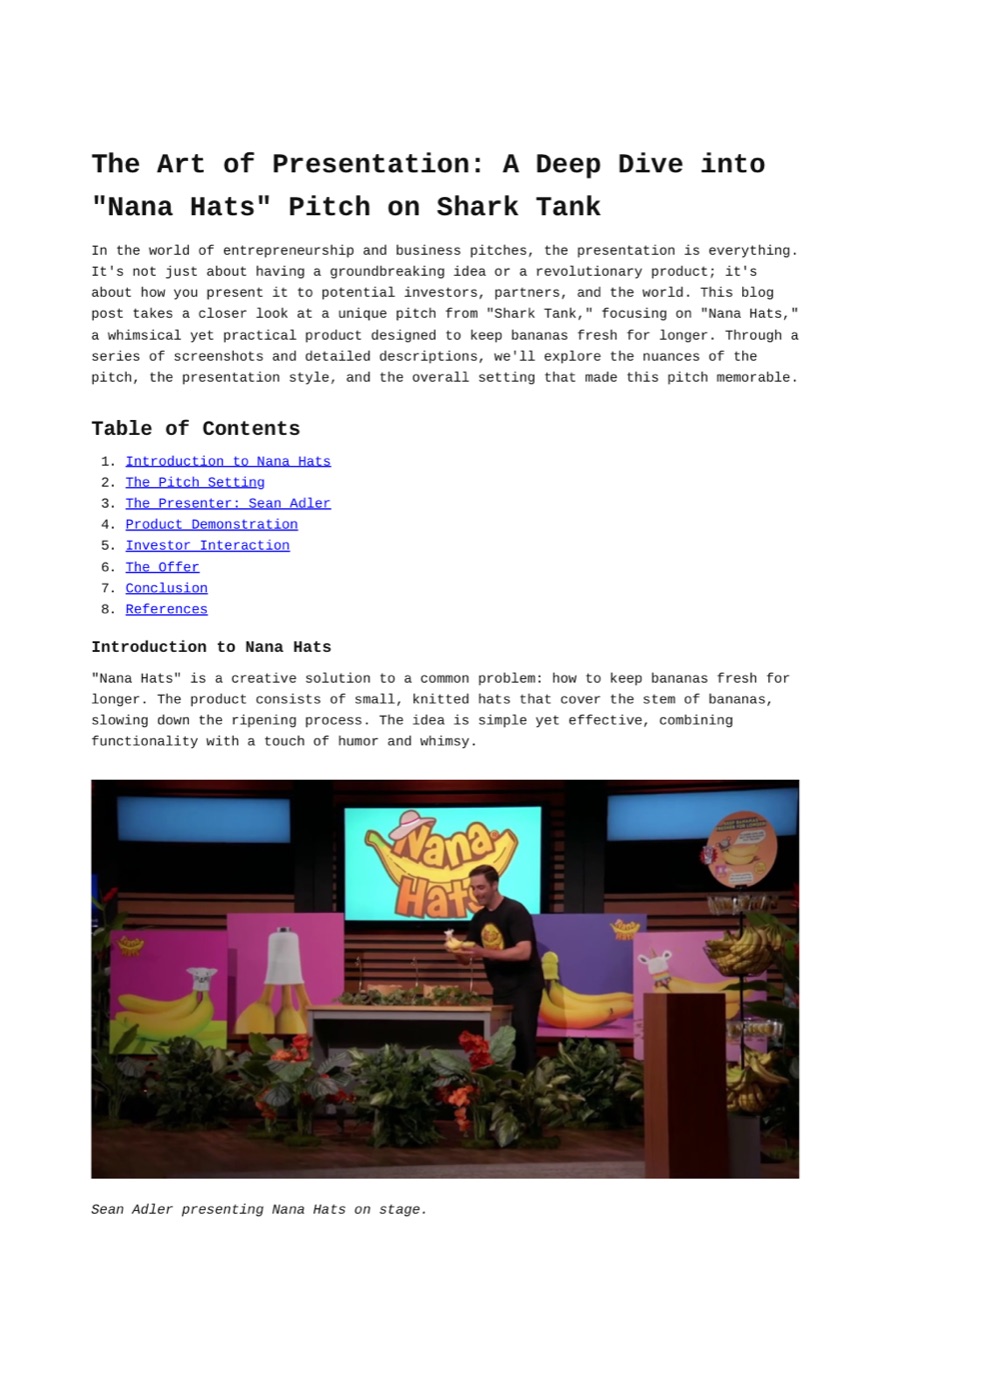 The Art of Presentation: A Deep Dive into
"Nana Hats" Pitch on Shark Tank
In the world of entrepreneurship and business pitches, the presentation is everything.
It's not just about having a groundbreaking idea or a revolutionary product; it's
about how you present it to potential investors, partners, and the world. This blog
post takes a closer look at a unique pitch from "Shark Tank," focusing on "Nana Hats,"
a whimsical yet practical product designed to keep bananas fresh for longer. Through a
series of screenshots and detailed descriptions, we'll explore the nuances of the
pitch, the presentation style, and the overall setting that made this pitch memorable.
Table of Contents
1. Introduction to Nana Hats
2. The Pitch Setting
3. The Presenter: Sean Adler
4. Product Demonstration
5. Investor Interaction
6. The Offer
7. Conclusion
8. References
Introduction to Nana Hats
"Nana Hats" is a creative solution to a common problem: how to keep bananas fresh for
longer. The product consists of small, knitted hats that cover the stem of bananas,
slowing down the ripening process. The idea is simple yet effective, combining
functionality with a touch of humor and whimsy.
Nana
Hats
Nana
Hats
Sean Adler presenting Nana Hats on stage.